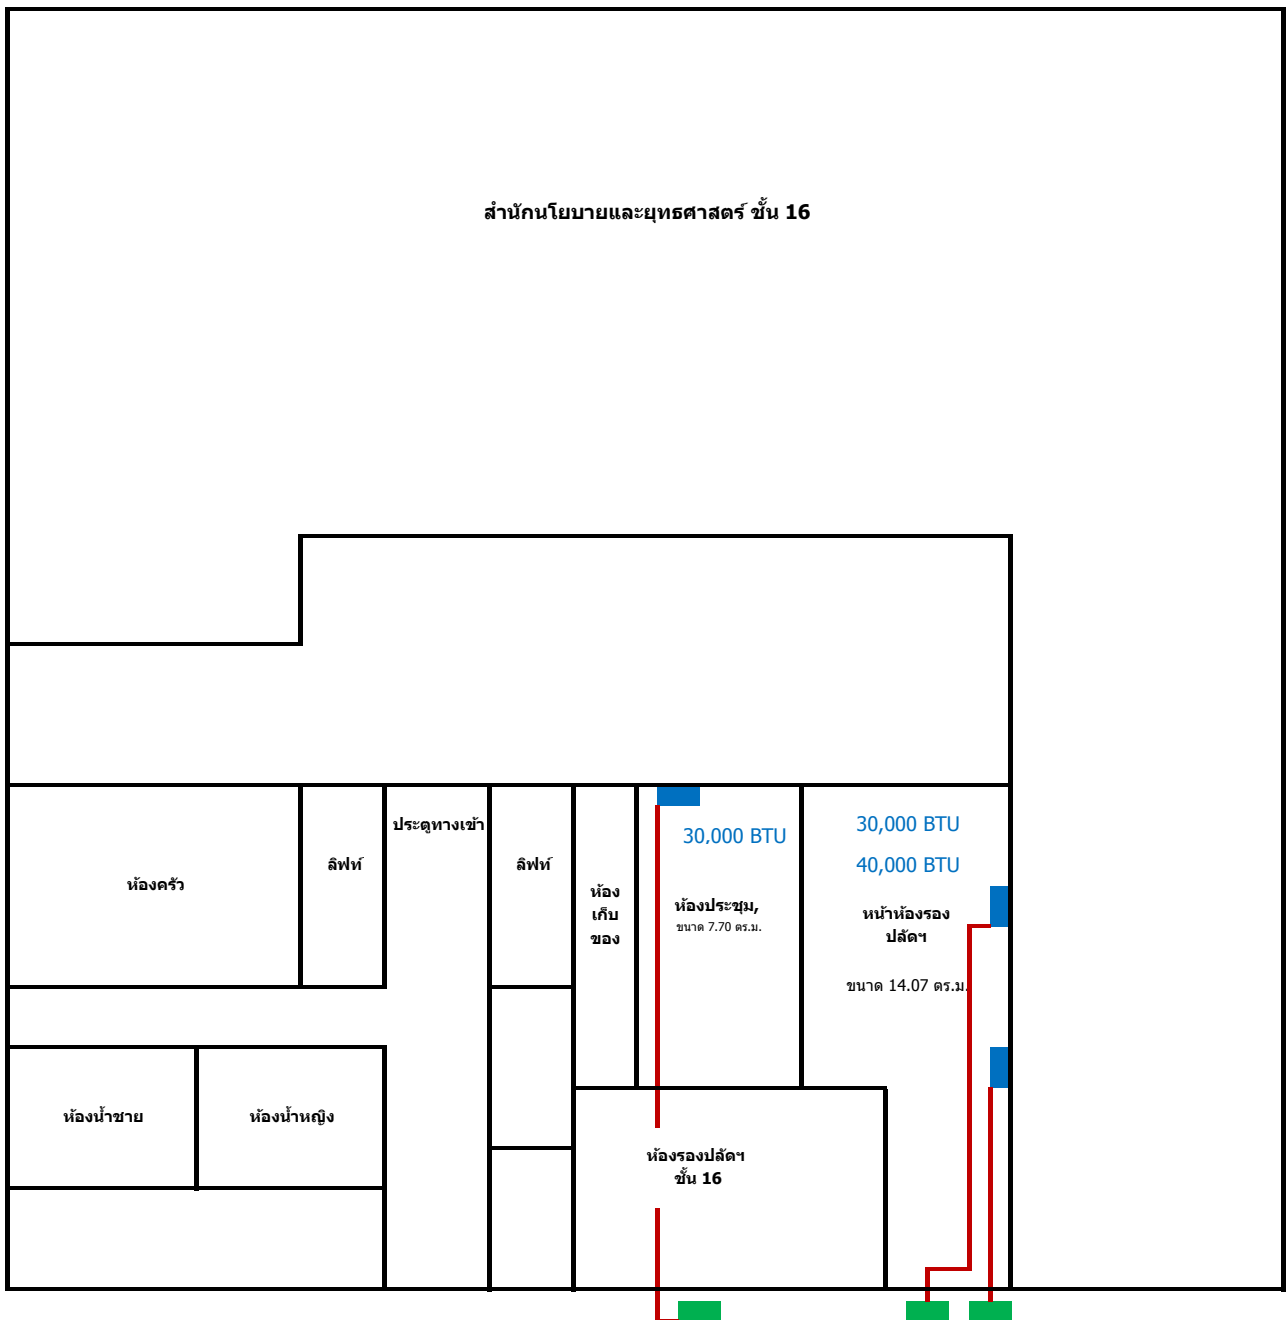 สำนักนโยบายและยุทธศาสตร์ ชั้น 16
ประตูทางเข้า
30,000 BTU
30,000 BTU
40,000 BTU
ห้องครัว
ลิฟท์
ลิฟท์
ห้อง
เก็บ
ของ
ห้องประชุม,
ขนาด 7.70 ตร.ม.
หน้าห้องรอง
ปลัดฯ
ขนาด 14.07 ตร.ม.
ห้องน้ำชาย
ห้องน้ำหญิง
ห้องรองปลัดฯ
ชั้น 16